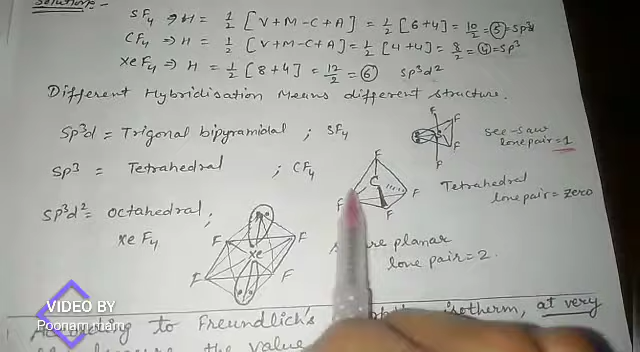 Solution:-
SF4 ⇒ H = 1/2 [V+M-C+A] = 1/2 [6+4] = 10/2 = 5 = sp3d
CF4 ⇒ H = 1/2 [V+M-C+A] = 1/2 [4+4] = 8/2 = 4 = sp3
XeF4 ⇒ H = 1/2 [8+4] = 12/2 = 6 sp3d2
Different Hybridisation Means different structure.
Sp3d = Trigonal bipyramidal ; SF4
F
S
F
F
F
see-saw
lone pair = 1
Sp3 = Tetrahedral ; CF4
F
C
F
F
F
Tetrahedral
lone pair = zero
Sp3d2 = octahedral ;
XeF4
F
F
Xe
F
F
planar
lone pair = 2
According to Freundlich's isotherm, at very
the value
VIDEO BY
Poonam mam